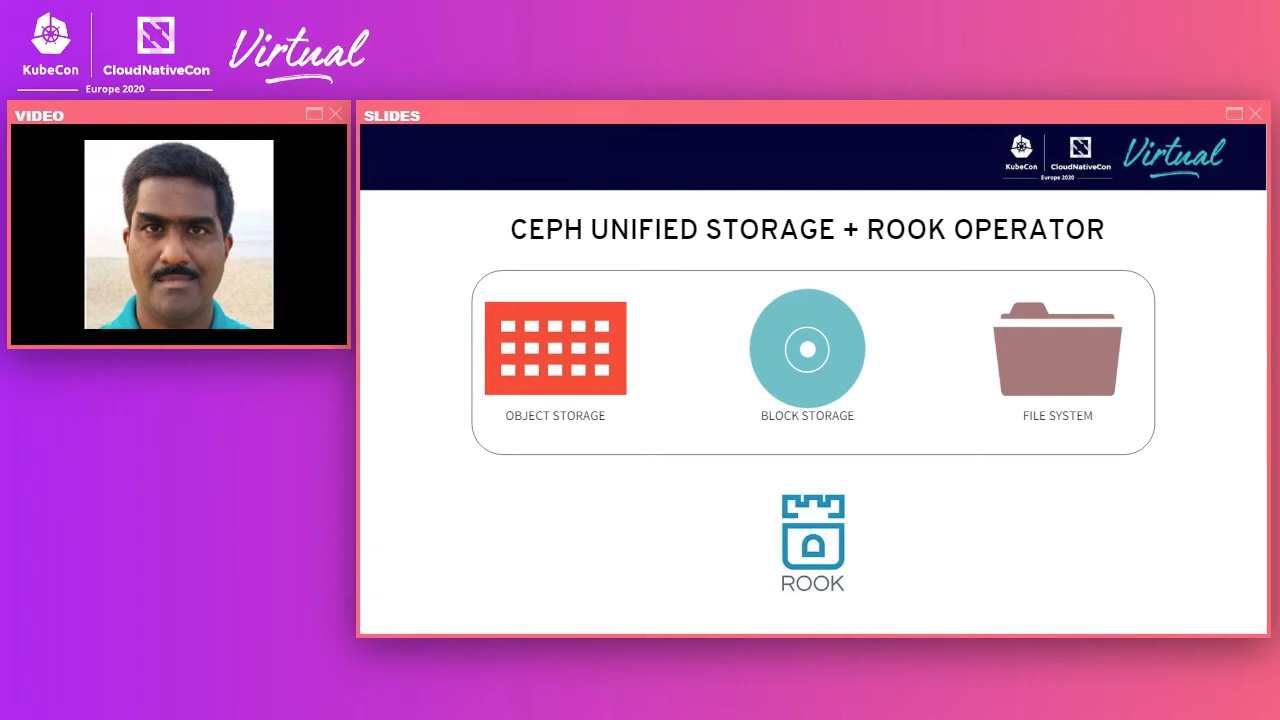 KubeCon
CloudNativeCon
Europe 2020
Virtual
VIDEO
SLIDES
KubeCon
CloudNativeCon
Europe 2020
Virtual
CEPH UNIFIED STORAGE + ROOK OPERATOR
OBJECT STORAGE
BLOCK STORAGE
FILE SYSTEM
ROOK